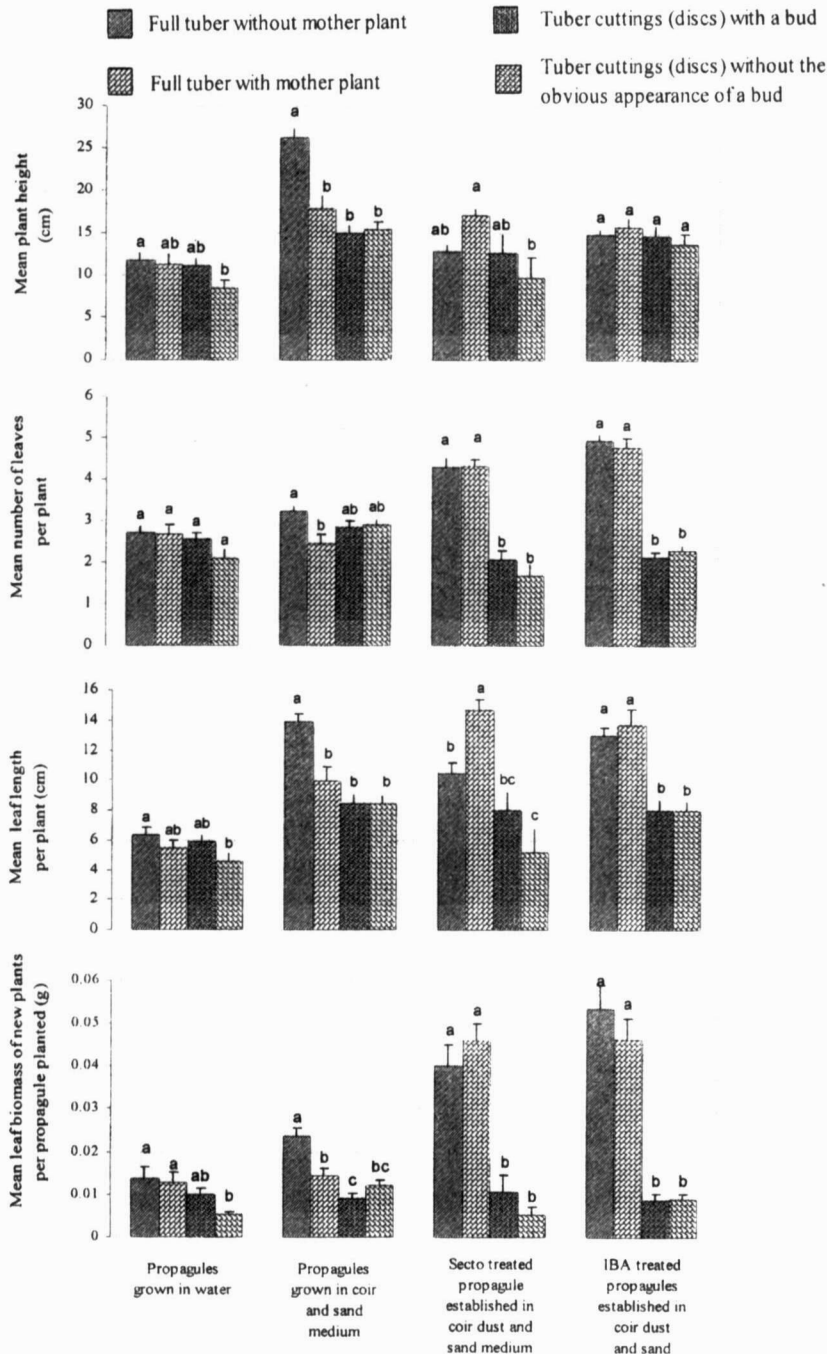 Full tuber without mother plant
Tuber cuttings (discs) with a bud
Full tuber with mother plant
Tuber cuttings (discs) without the
obvious appearance of a bud
Mean plant height
(cm)
30
25
20
15
10
5
0
a ab ab b
a b b b
ab a ab b
a a a a
Mean number of leaves
per plant
6
5
4
3
2
1
0
a a a a
a b ab ab
a a b b
a a b b
Mean leaf length
per plant (cm)
16
14
12
10
8
6
4
2
0
a ab ab b
a b b b
b a bc c
a a b b
Mean leaf biomass of new plants
per propagule planted (g)
0.06
0.05
0.04
0.03
0.02
0.01
0
a a ab b
a b c bc
a a b b
a a b b
Propagules
grown in water
Propagules
grown in coir
and sand
medium
Secto treated
propagule
established in
coir dust and
sand medium
IBA treated
propagules
established in
coir dust
and sand